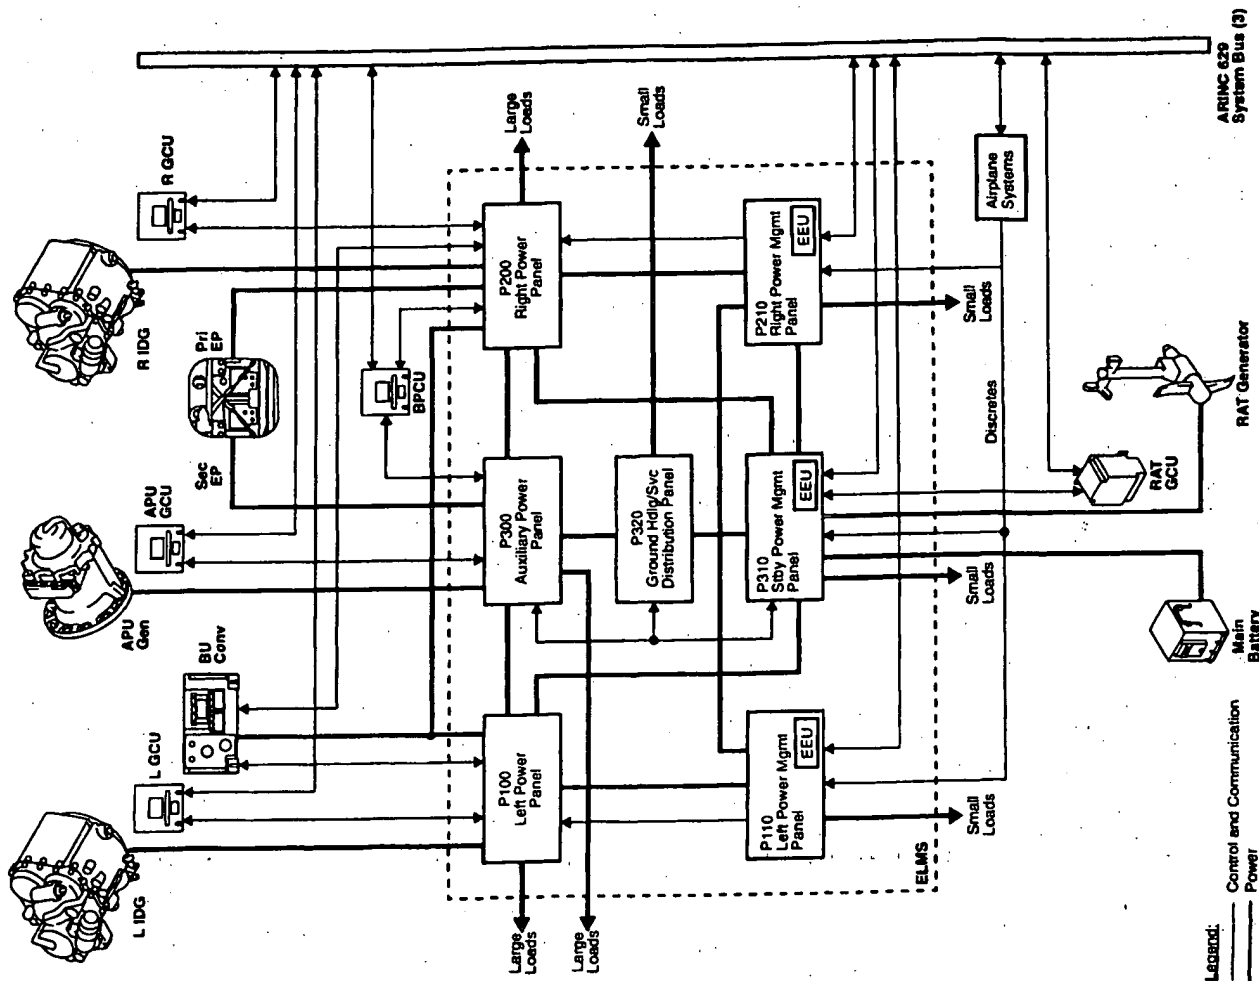 L IDG
L GCU
BU
Conv
APU
Gen
APU
GCU
Sec
EP
Pri
EP
R IDG
R GCU
BPCU
ARINC 629
System Bus (3)
Large
Loads
Large
Loads
P100
Left Power
Panel
P300
Auxiliary Power
Panel
P200
Right Power
Panel
Large
Loads
P320
Ground Hdlg/Svc
Distribution Panel
Small
Loads
P110
Left Power Mgmt
Panel
EEU
P310
Stby Power Mgmt
Panel
EEU
P210
Right Power Mgmt
Panel
EEU
ELMS
Small
Loads
Small
Loads
Small
Loads
Discretes
Airplane
Systems
Main
Battery
RAT
GCU
RAT Generator
Legend:
Control and Communication
Power